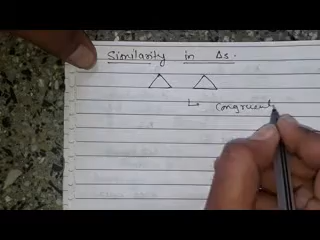 Similarity in Δs.
↳ Congruent